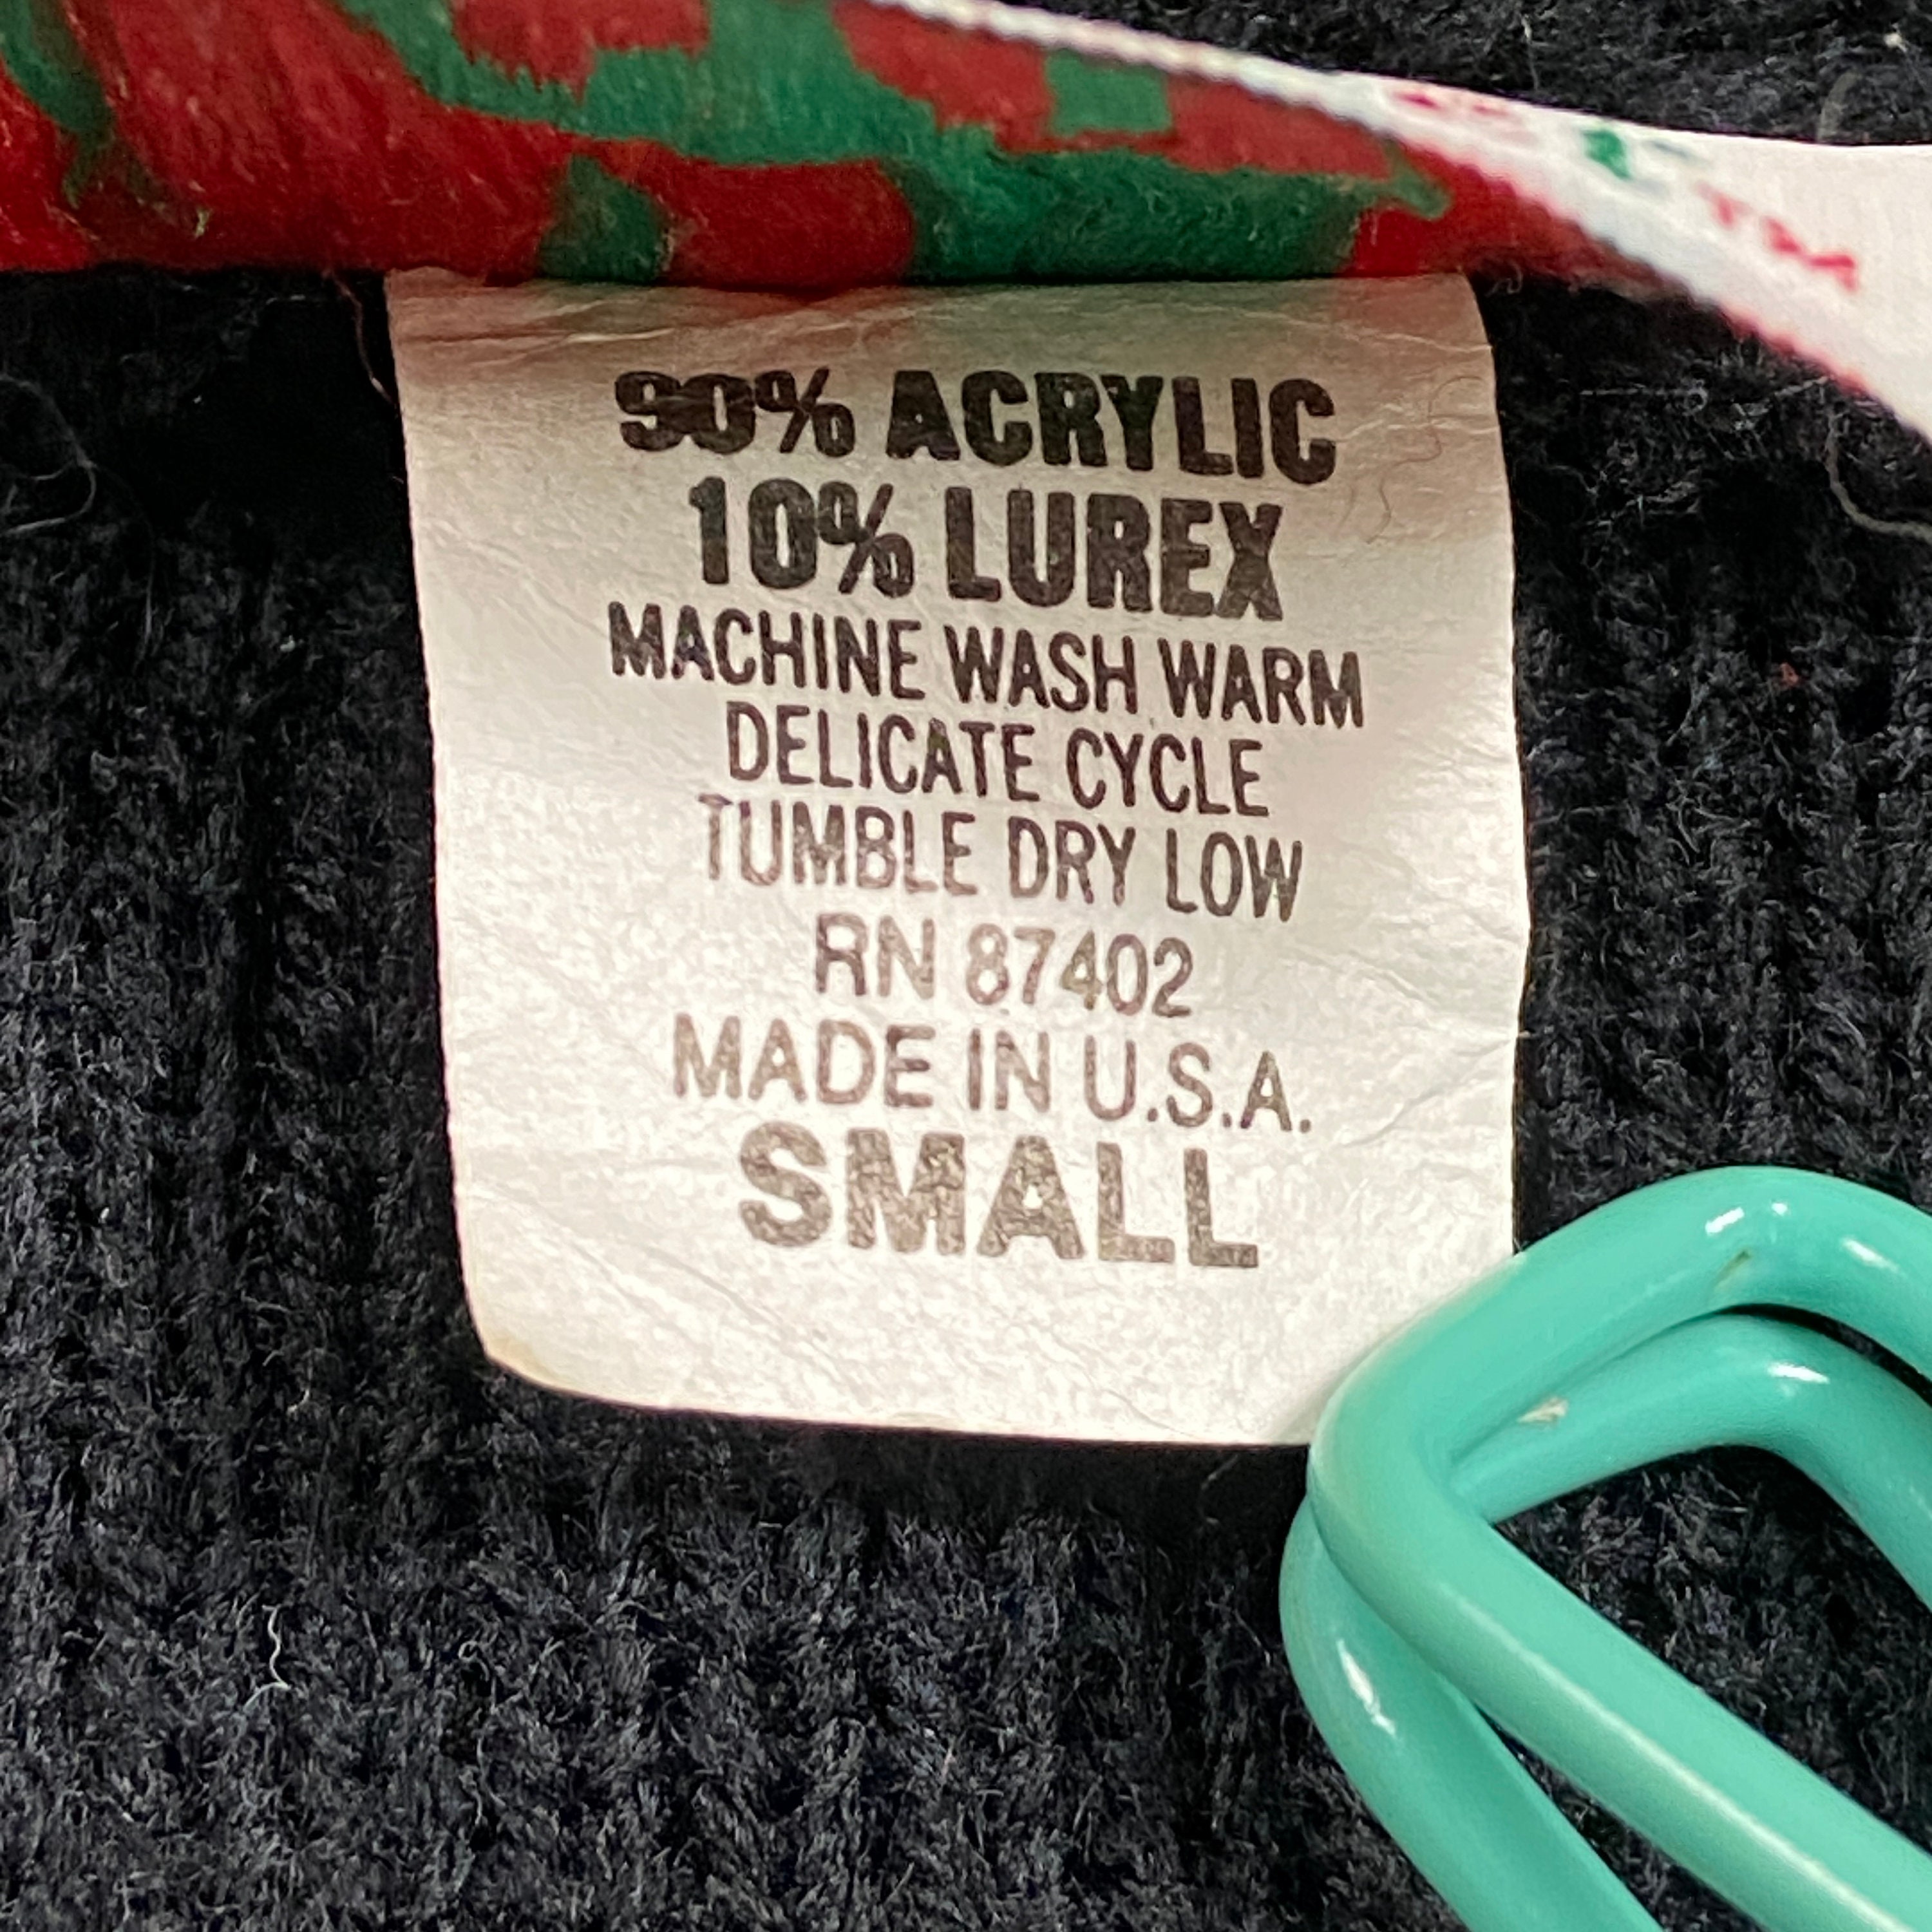 90% ACRYLIC
10% LUREX
MACHINE WASH WARM
DELICATE CYCLE
TUMBLE DRY LOW
RN 87402
MADE IN U.S.A.
SMALL